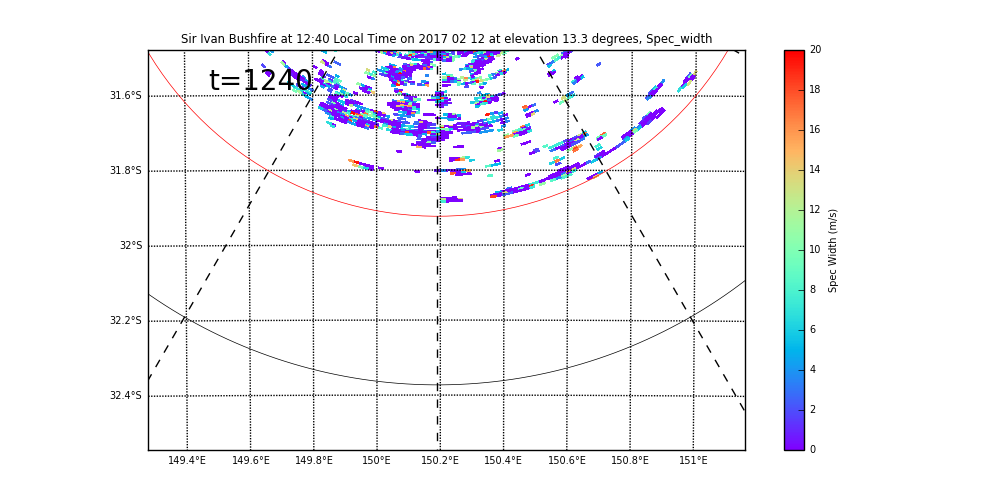 Sir Ivan Bushfire at 12:40 Local Time on 2017 02 12 at elevation 13.3 degrees, Spec_width
t=1240
31.6°S
31.8°S
32°S
32.2°S
32.4°S
149.4°E 149.6°E 149.8°E 150°E 150.2°E 150.4°E 150.6°E 150.8°E 151°E
20
18
16
14
12
10
8
6
4
2
0
Spec Width (m/s)